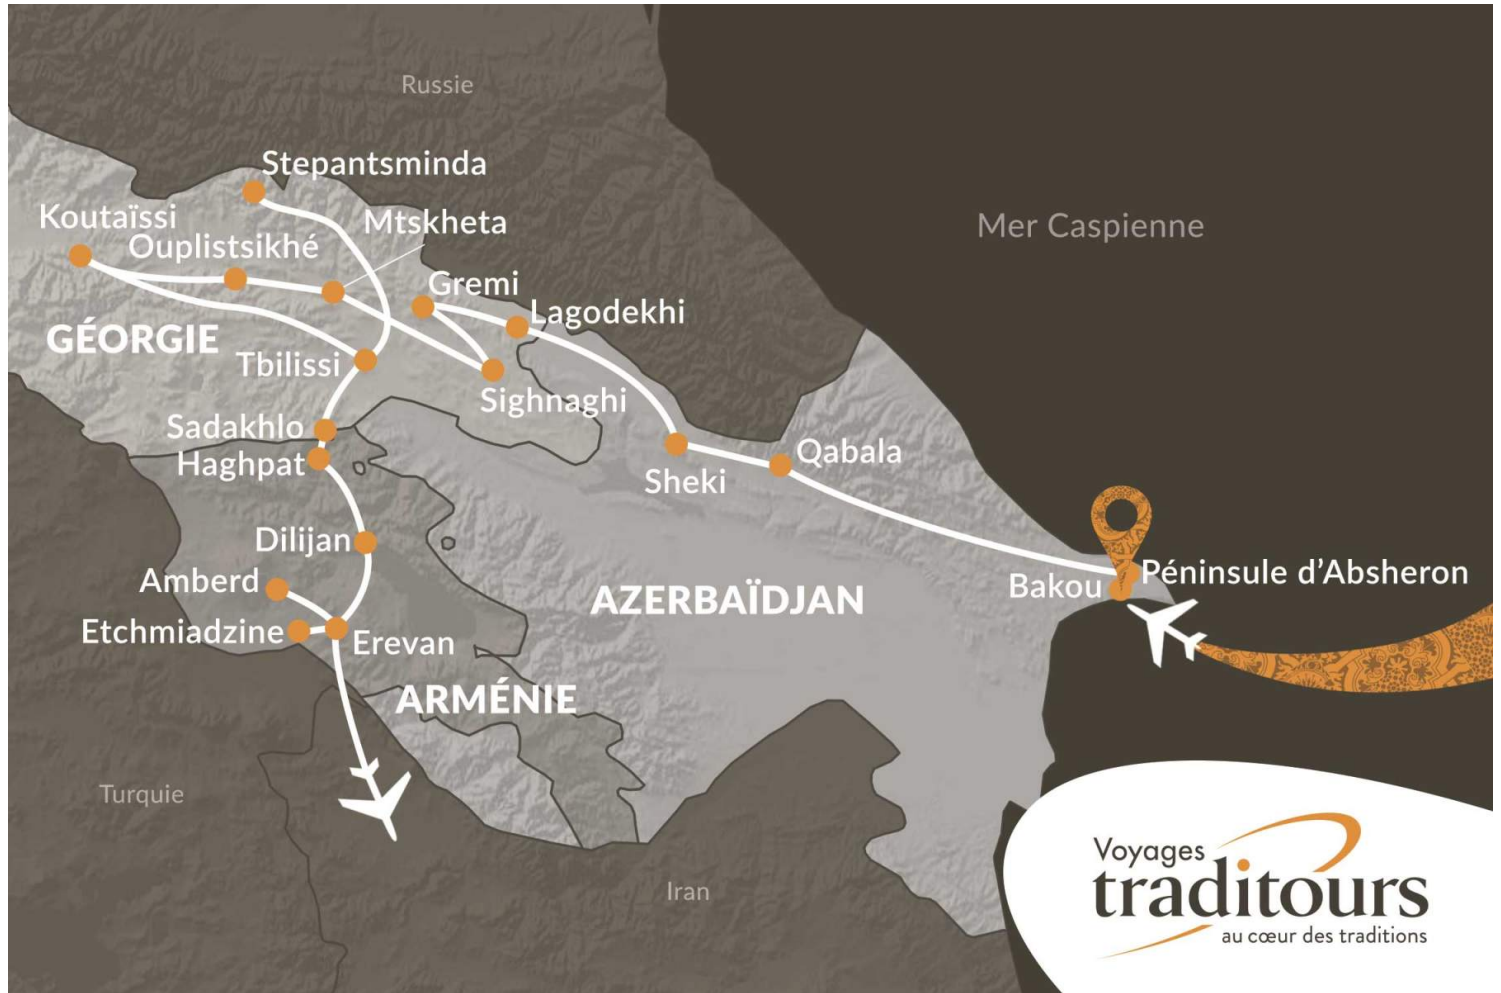 Russie
Stepantsminda
Koutaïssi
Mtskheta
Ouplistsikhé
Mer Caspienne
Gremi
Lagodekhi
GÉORGIE
Tbilissi
Sighnaghi
Sadakhlo
Haghpat
Qabala
Sheki
Dilijan
Amberd
Péninsule d'Absheron
Bakou
AZERBAÏDJAN
Etchmiadzine
Erevan
ARMÉNIE
Turquie
Iran
Voyages
traditours
au cœur des traditions